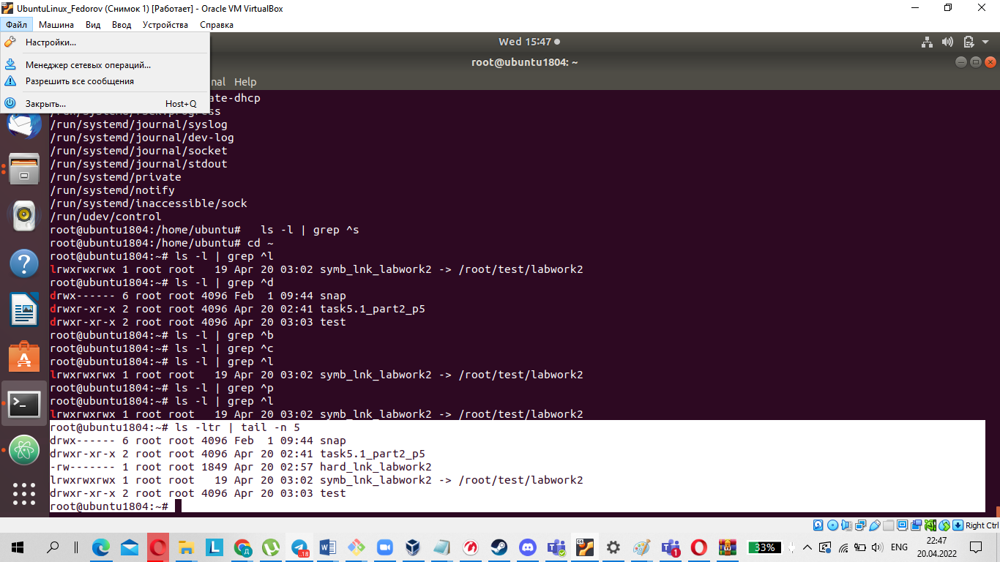 UbuntuLinux_Fedorov (Снимок 1) [Работает] - Oracle VM VirtualBox
Файл Машина Вид Ввод Устройства Справка
Настройки...
Менеджер сетевых операций...
Разрешить все сообщения
Закрыть... Host+Q
Wed 15:47
root@ubuntu1804: ~
nal Help
ate-dhcp
/run/systemd/journal/syslog
/run/systemd/journal/dev-log
/run/systemd/journal/socket
/run/systemd/journal/stdout
/run/systemd/private
/run/systemd/notify
/run/systemd/inaccessible/sock
/run/udev/control
root@ubuntu1804:/home/ubuntu#   ls -l | grep ^s
root@ubuntu1804:/home/ubuntu# cd ~
root@ubuntu1804:~# ls -l | grep ^l
lrwxrwxrwx 1 root root   19 Apr 20 03:02 symb_lnk_labwork2 -> /root/test/labwork2
root@ubuntu1804:~# ls -l | grep ^d
drwx------ 6 root root 4096 Feb  1 09:44 snap
drwxr-xr-x 2 root root 4096 Apr 20 02:41 task5.1_part2_p5
drwxr-xr-x 2 root root 4096 Apr 20 03:03 test
root@ubuntu1804:~# ls -l | grep ^b
root@ubuntu1804:~# ls -l | grep ^c
root@ubuntu1804:~# ls -l | grep ^l
lrwxrwxrwx 1 root root   19 Apr 20 03:02 symb_lnk_labwork2 -> /root/test/labwork2
root@ubuntu1804:~# ls -l | grep ^p
root@ubuntu1804:~# ls -l | grep ^l
lrwxrwxrwx 1 root root   19 Apr 20 03:02 symb_lnk_labwork2 -> /root/test/labwork2
root@ubuntu1804:~# ls -ltr | tail -n 5
drwx------ 6 root root 4096 Feb  1 09:44 snap
drwxr-xr-x 2 root root 4096 Apr 20 02:41 task5.1_part2_p5
-rw------- 1 root root 1849 Apr 20 02:57 hard_lnk_labwork2
lrwxrwxrwx 1 root root   19 Apr 20 03:02 symb_lnk_labwork2 -> /root/test/labwork2
drwxr-xr-x 2 root root 4096 Apr 20 03:03 test
root@ubuntu1804:~#
Right Ctrl
33% ENG 22:47
20.04.2022